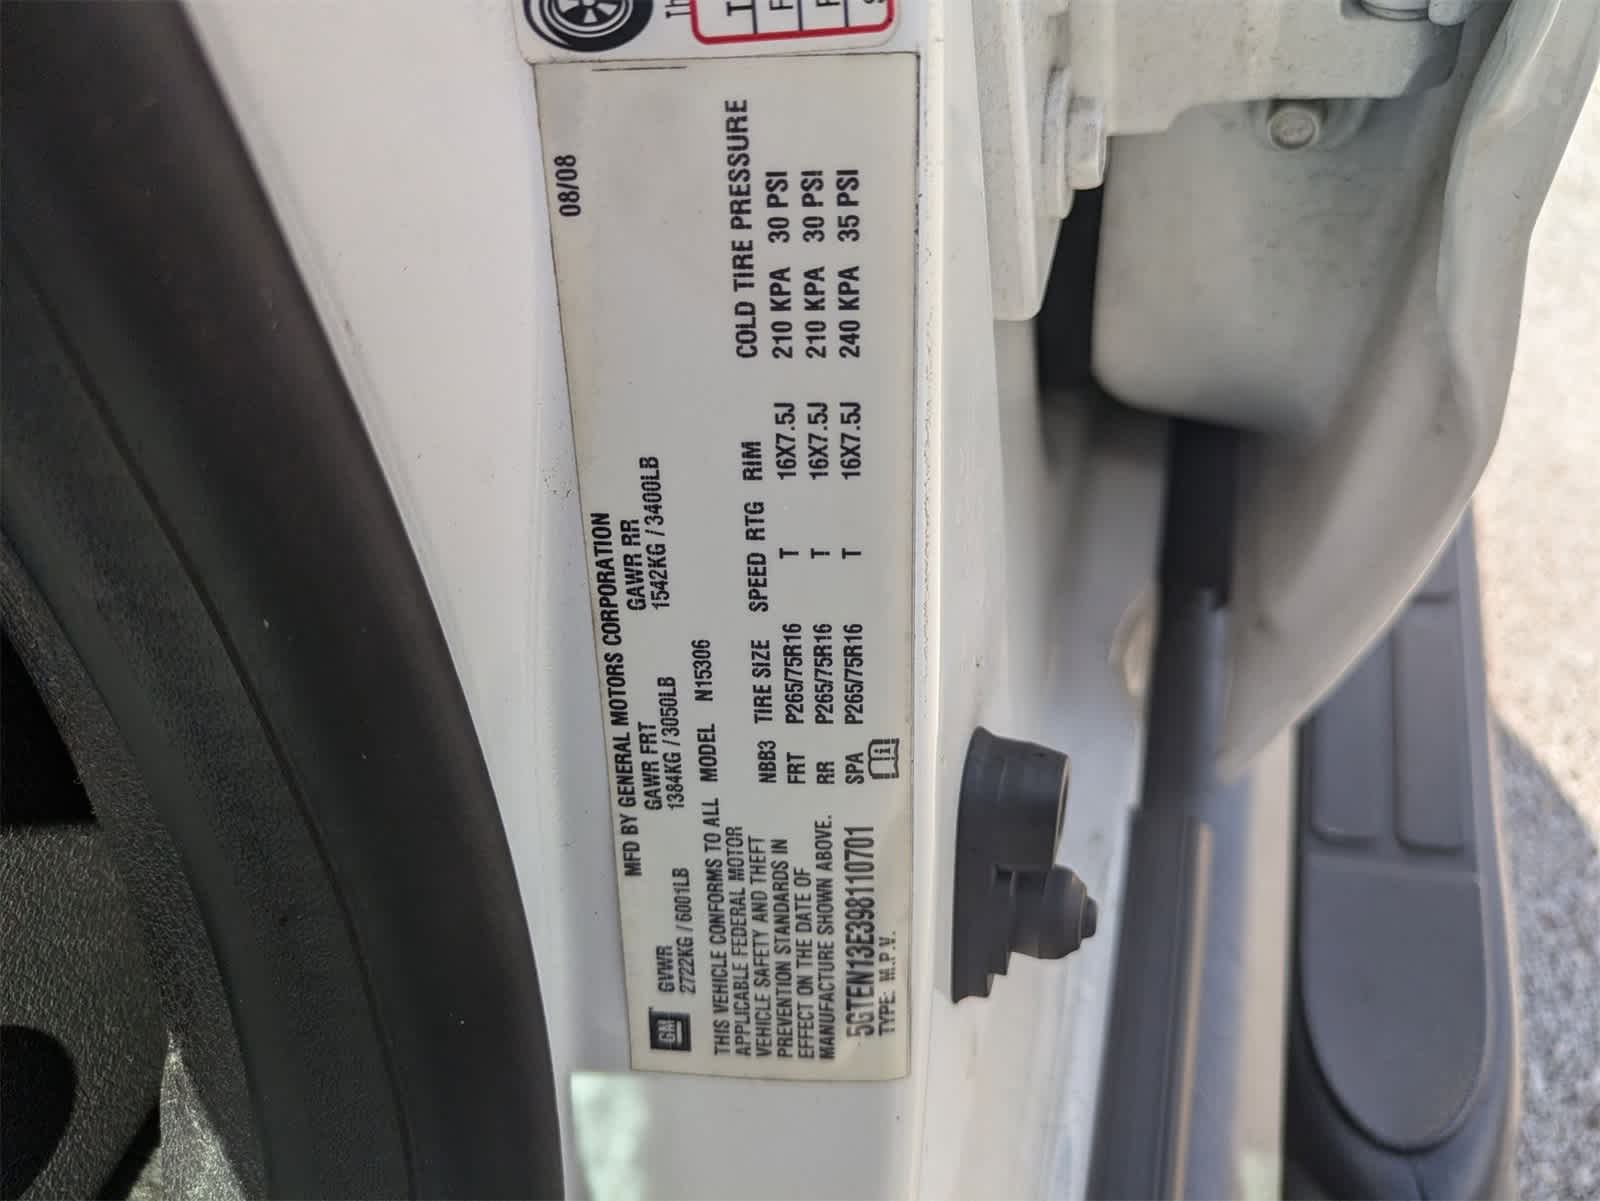 08/08
MFD BY GENERAL MOTORS CORPORATION
GM
GVWR GAWR FRT GAWR RR
2722KG / 6001LB 1384KG / 3050LB 1542KG / 3400LB
THIS VEHICLE CONFORMS TO ALL
APPLICABLE FEDERAL MOTOR
VEHICLE SAFETY AND THEFT
PREVENTION STANDARDS IN
EFFECT ON THE DATE OF
MANUFACTURE SHOWN ABOVE.
5GTEN13E398110701
TYPE: M.P.V.
MODEL N15306
NBB3 TIRE SIZE SPEED RTG RIM COLD TIRE PRESSURE
FRT P265/75R16 T 16X7.5J 210 KPA 30 PSI
RR P265/75R16 T 16X7.5J 210 KPA 30 PSI
SPA P265/75R16 T 16X7.5J 240 KPA 35 PSI